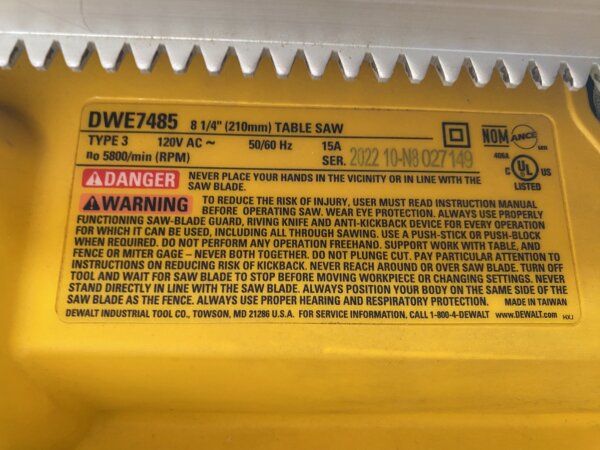 DWE7485 8 1/4" (210mm) TABLE SAW
TYPE 3 120V AC ~ 50/60 Hz 15A
no 5800/min (RPM) SER. 2022 10-N8 027149
NOM ANCE
C UL US
LISTED
DANGER NEVER PLACE YOUR HANDS IN THE VICINITY OR IN LINE WITH THE
SAW BLADE.
WARNING TO REDUCE THE RISK OF INJURY, USER MUST READ INSTRUCTION MANUAL
BEFORE OPERATING SAW. WEAR EYE PROTECTION. ALWAYS USE PROPERLY
FUNCTIONING SAW-BLADE GUARD, RIVING KNIFE AND ANTI-KICKBACK DEVICE FOR EVERY OPERATION
FOR WHICH IT CAN BE USED, INCLUDING ALL THROUGH SAWING. USE A PUSH-STICK OR PUSH-BLOCK
WHEN REQUIRED. DO NOT PERFORM ANY OPERATION FREEHAND. SUPPORT WORK WITH TABLE, AND
FENCE OR MITER GAGE – NEVER BOTH TOGETHER. DO NOT PLUNGE CUT. PAY PARTICULAR ATTENTION TO
INSTRUCTIONS ON REDUCING RISK OF KICKBACK. NEVER REACH AROUND OR OVER SAW BLADE. TURN OFF
TOOL AND WAIT FOR SAW BLADE TO STOP BEFORE MOVING WORKPIECE OR CHANGING SETTINGS. NEVER
STAND DIRECTLY IN LINE WITH THE SAW BLADE. ALWAYS POSITION YOUR BODY ON THE SAME SIDE OF THE
SAW BLADE AS THE FENCE. ALWAYS USE PROPER HEARING AND RESPIRATORY PROTECTION. MADE IN TAIWAN
DEWALT INDUSTRIAL TOOL CO., TOWSON, MD 21286 U.S.A. FOR SERVICE INFORMATION, CALL 1-800-4-DEWALT www.DEWALT.com